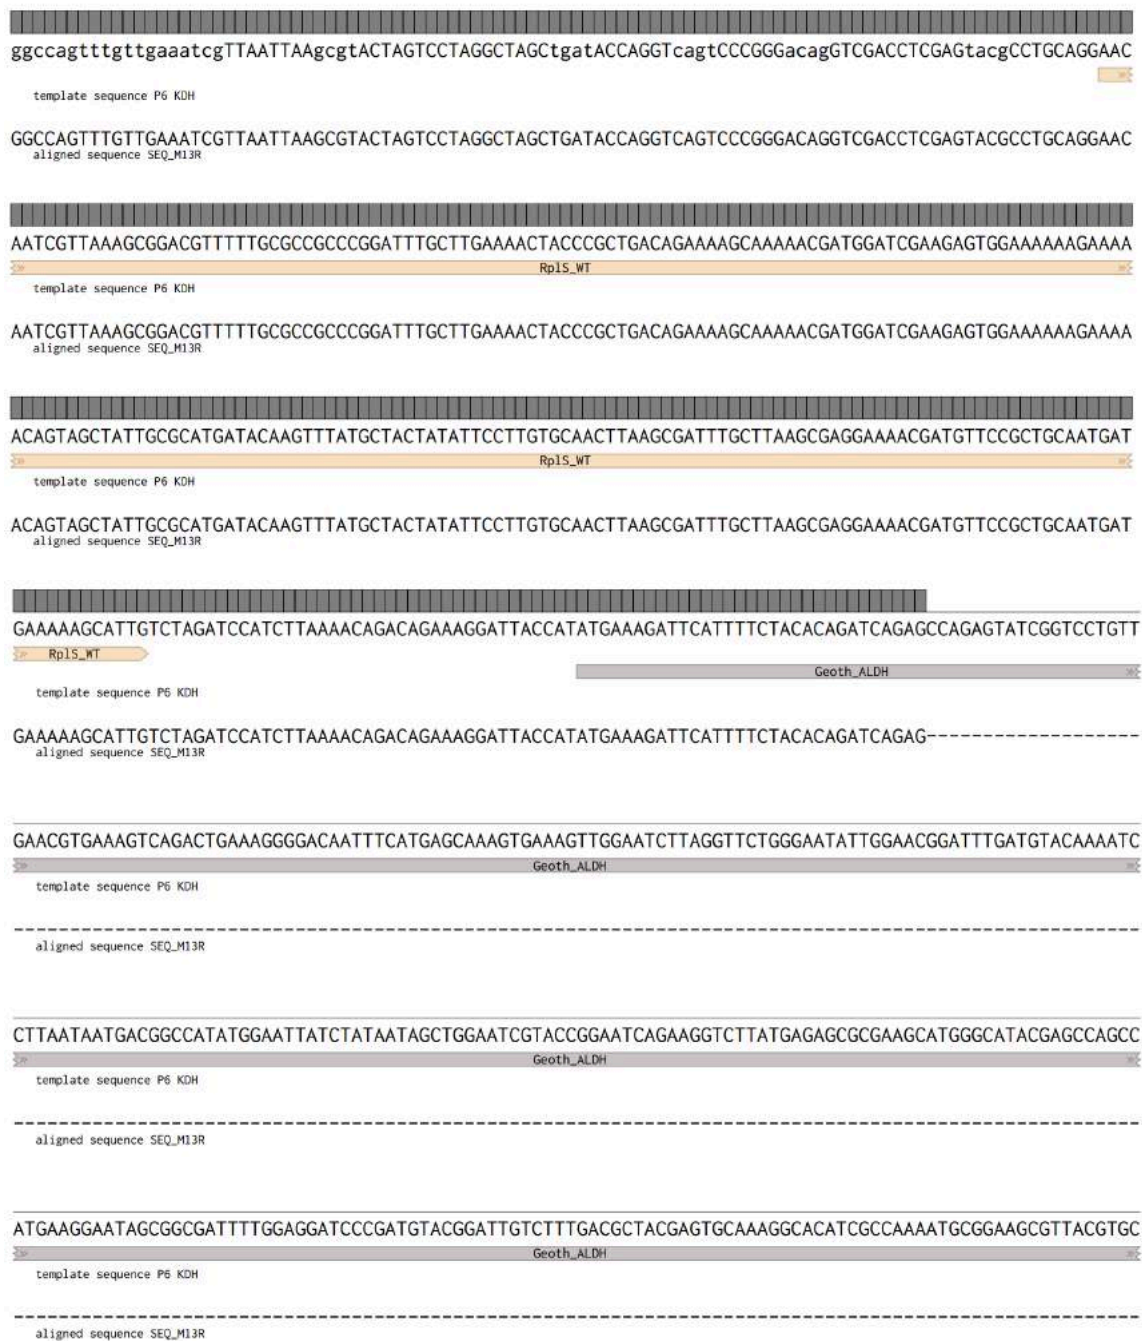 ggccagtttgttgaaatcgTTAATTAAgcgtACTAGTCCTAGGCTAGCtgatACCAGGTcagtCCCGGGacagGTCGACCTCGAGtacgCCTGCAGGAAC
template sequence P6 KDH
GGCCAGTTTGTTGAAATCGTTAATTAAGCGTACTAGTCCTAGGCTAGCTGATACCAGGTCAGTCCCGGGACAGGTCGACCTCGAGTACGCCTGCAGGAAC
aligned sequence SEQ_M13R
AATCGTTAAAGCGGACGTTTTTGCGCCGCCCGGATTTGCTTGAAAACTACCCGCTGACAGAAAAGCAAAAACGATGGATCGAAGAGTGGAAAAAAGAAAA
RplS_WT
template sequence P6 KDH
AATCGTTAAAGCGGACGTTTTTGCGCCGCCCGGATTTGCTTGAAAACTACCCGCTGACAGAAAAGCAAAAACGATGGATCGAAGAGTGGAAAAAAGAAAA
aligned sequence SEQ_M13R
ACAGTAGCTATTGCGCATGATACAAGTTTATGCTACTATATTCCTTGTGCAACTTAAGCGATTTGCTTAAGCGAGGAAAACGATGTTCCGCTGCAATGAT
RplS_WT
template sequence P6 KDH
ACAGTAGCTATTGCGCATGATACAAGTTTATGCTACTATATTCCTTGTGCAACTTAAGCGATTTGCTTAAGCGAGGAAAACGATGTTCCGCTGCAATGAT
aligned sequence SEQ_M13R
GAAAAAGCATTGTCTAGATCCATCTTAAAACAGACAGAAAGGATTACCATATGAAAGATTCATTTTCTACACAGATCAGAGCCAGAGTATCGGTCCTGTT
RplS_WT
Geoth_ALDH
template sequence P6 KDH
GAAAAAGCATTGTCTAGATCCATCTTAAAACAGACAGAAAGGATTACCATATGAAAGATTCATTTTCTACACAGATCAGAG-------------------
aligned sequence SEQ_M13R
GAACGTGAAAGTCAGACTGAAAGGGGACAATTTCATGAGCAAAGTGAAAGTTGGAATCTTAGGTTCTGGGAATATTGGAACGGATTTGATGTACAAAATC
Geoth_ALDH
template sequence P6 KDH
----------------------------------------------------------------------------------------------------
aligned sequence SEQ_M13R
CTTAATAATGACGGCCATATGGAATTATCTATAATAGCTGGAATCGTACCGGAATCAGAAGGTCTTATGAGAGCGCGAAGCATGGGCATACGAGCCAGCC
Geoth_ALDH
template sequence P6 KDH
----------------------------------------------------------------------------------------------------
aligned sequence SEQ_M13R
ATGAAGGAATAGCGGCGATTTTGGAGGATCCCGATGTACGGATTGTCTTTGACGCTACGAGTGCAAAGGCACATCGCCAAAATGCGGAAGCGTTACGTGC
Geoth_ALDH
template sequence P6 KDH
----------------------------------------------------------------------------------------------------
aligned sequence SEQ_M13R